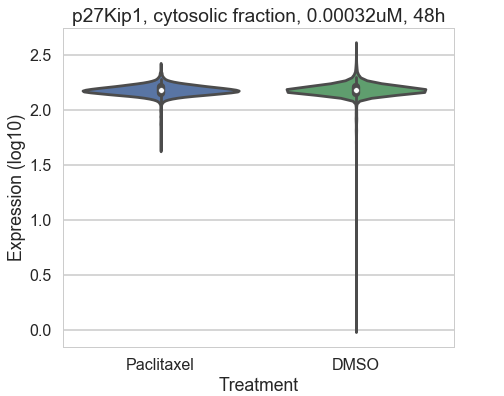 p27Kip1, cytosolic fraction, 0.00032uM, 48h
Expression (log10)
2.5
2.0
1.5
1.0
0.5
0.0
Paclitaxel DMSO
Treatment